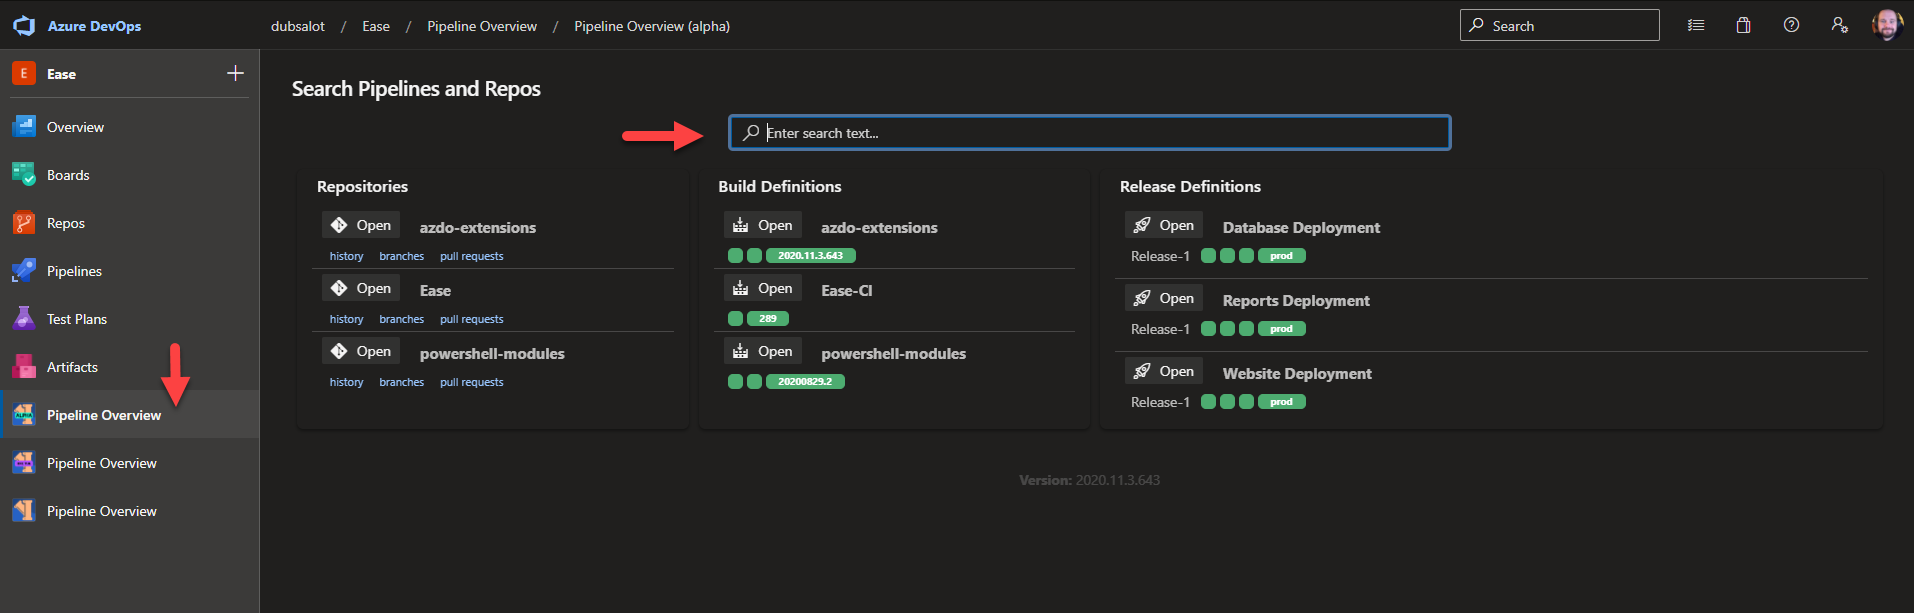 Azure DevOps
dubsalot / Ease / Pipeline Overview / Pipeline Overview (alpha)
Search
E Ease
Overview
Boards
Repos
Pipelines
Test Plans
Artifacts
Pipeline Overview
Pipeline Overview
Pipeline Overview
Search Pipelines and Repos
Enter search text...
Repositories
Open azdo-extensions
history branches pull requests
Open Ease
history branches pull requests
Open powershell-modules
history branches pull requests
Build Definitions
Open azdo-extensions
2020.11.3.643
Open Ease-CI
289
Open powershell-modules
20200829.2
Release Definitions
Open Database Deployment
Release-1 prod
Open Reports Deployment
Release-1 prod
Open Website Deployment
Release-1 prod
Version: 2020.11.3.643